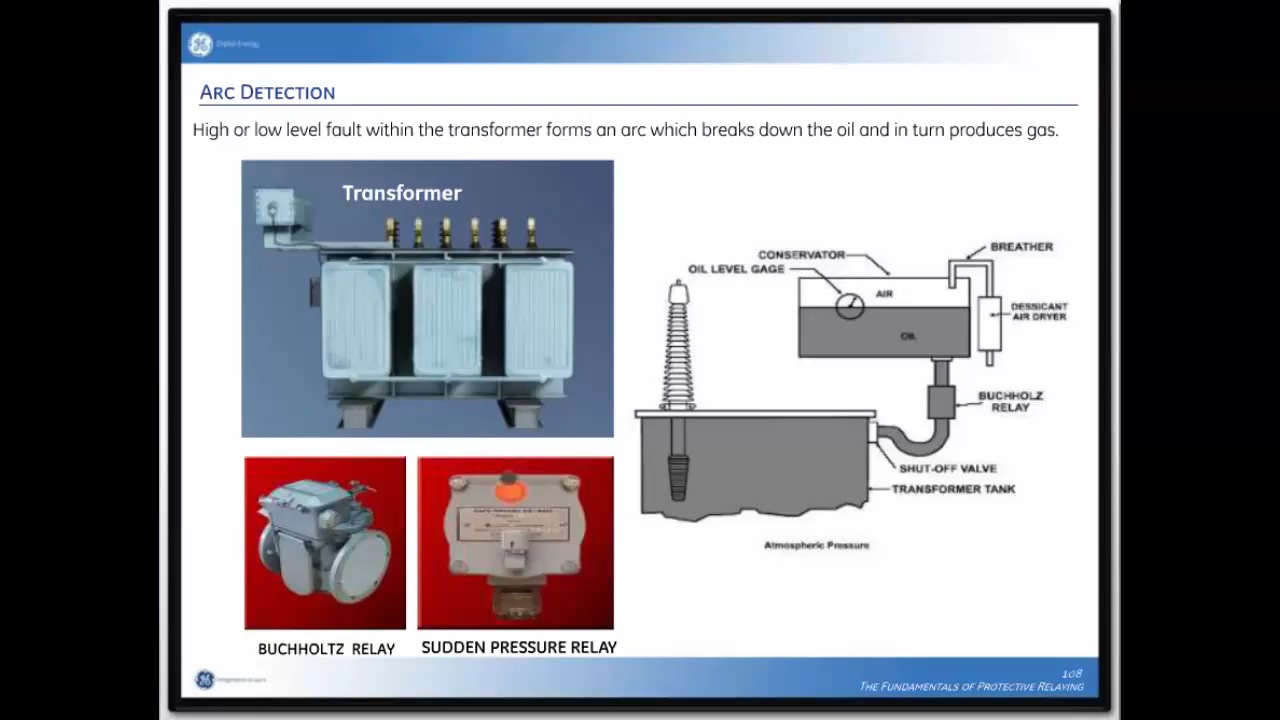 Digital Energy
ARC DETECTION
High or low level fault within the transformer forms an arc which breaks down the oil and in turn produces gas.
Transformer
CONSERVATOR
OIL LEVEL GAGE
BREATHER
AIR
DESSICANT
AIR DRYER
OIL
BUCHHOLZ
RELAY
SHUT-OFF VALVE
TRANSFORMER TANK
Atmospheric Pressure
BUCHHOLTZ RELAY
SUDDEN PRESSURE RELAY
108
THE FUNDAMENTALS OF PROTECTIVE RELAYING